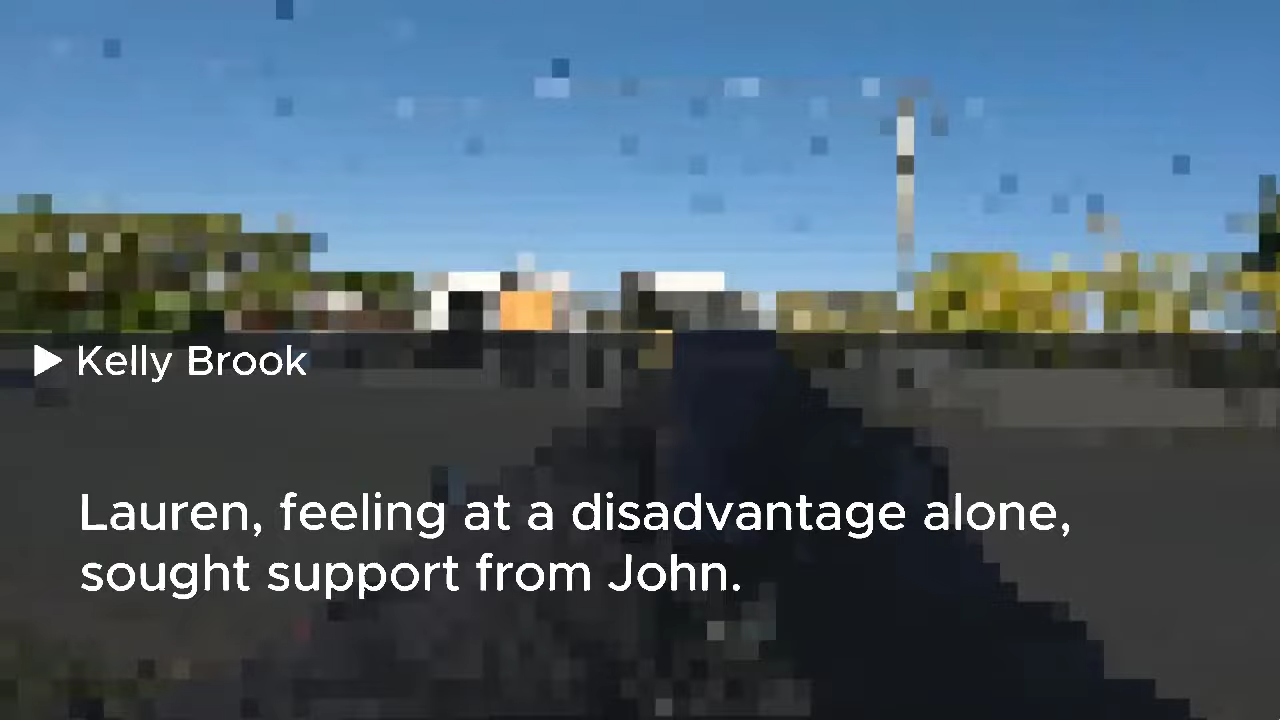 Kelly Brook
Lauren, feeling at a disadvantage alone,
sought support from John.